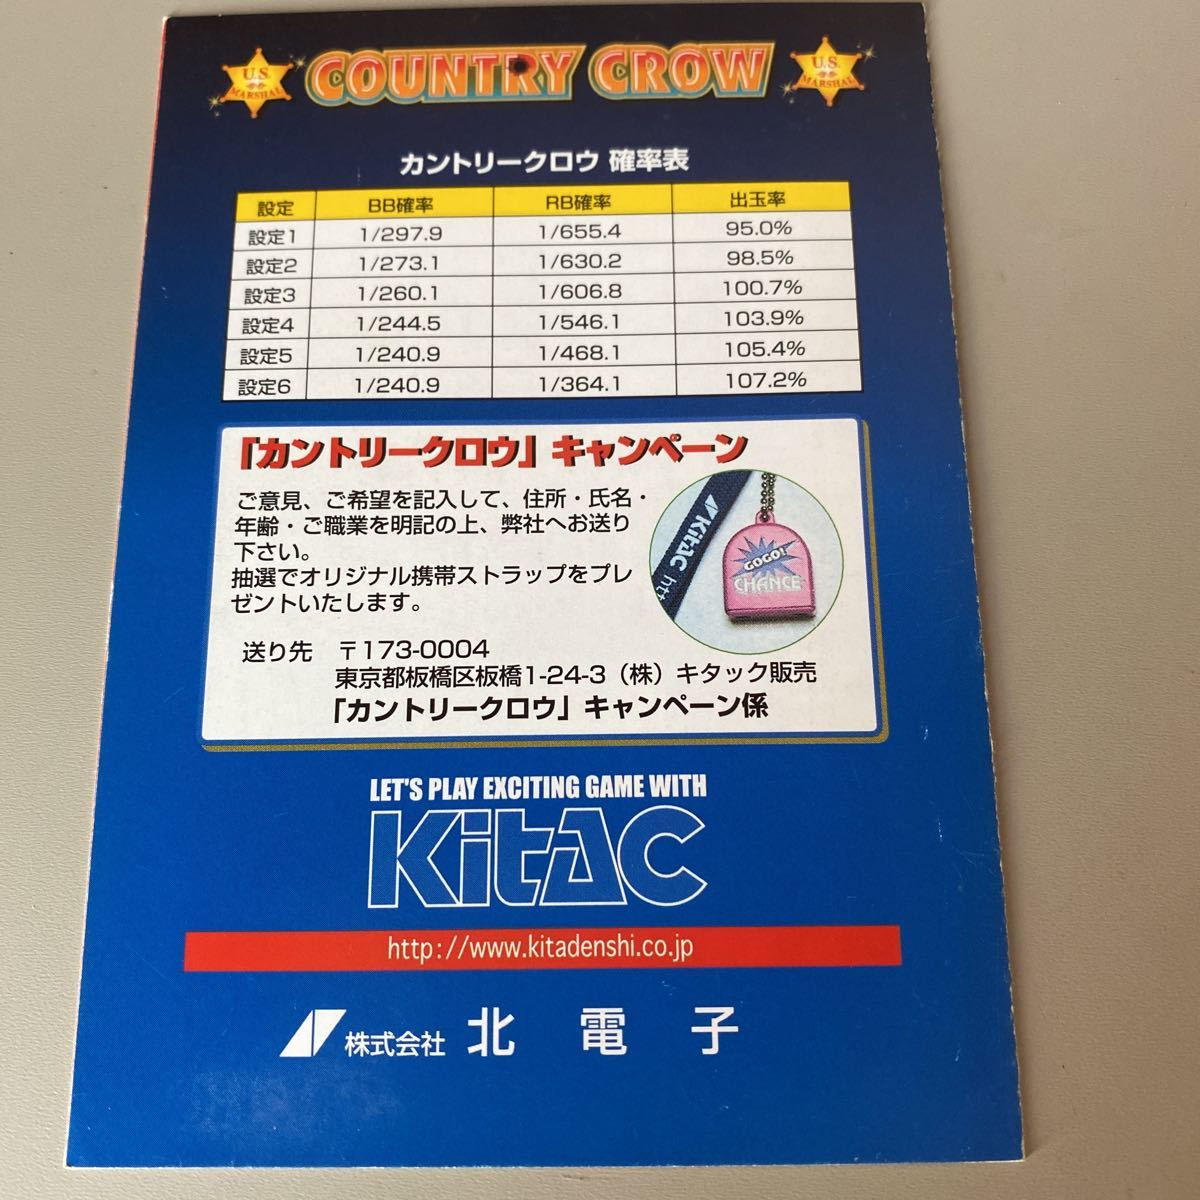 U.S. MARSHAL COUNTRY CROW U.S. MARSHAL
カントリークロウ 確率表
設定 BB確率 RB確率 出玉率
設定1 1/297.9 1/655.4 95.0%
設定2 1/273.1 1/630.2 98.5%
設定3 1/260.1 1/606.8 100.7%
設定4 1/244.5 1/546.1 103.9%
設定5 1/240.9 1/468.1 105.4%
設定6 1/240.9 1/364.1 107.2%
「カントリークロウ」キャンペーン
ご意見、ご希望を記入して、住所・氏名・
年齢・ご職業を明記の上、弊社へお送り
下さい。
抽選でオリジナル携帯ストラップをプレ
ゼントいたします。
Kitac htt
GOGO!
CHANCE
送り先 〒173-0004
東京都板橋区板橋1-24-3（株）キタック販売
「カントリークロウ」キャンペーン係
LET'S PLAY EXCITING GAME WITH
KitAC
http://www.kitadenshi.co.jp
株式会社 北電子